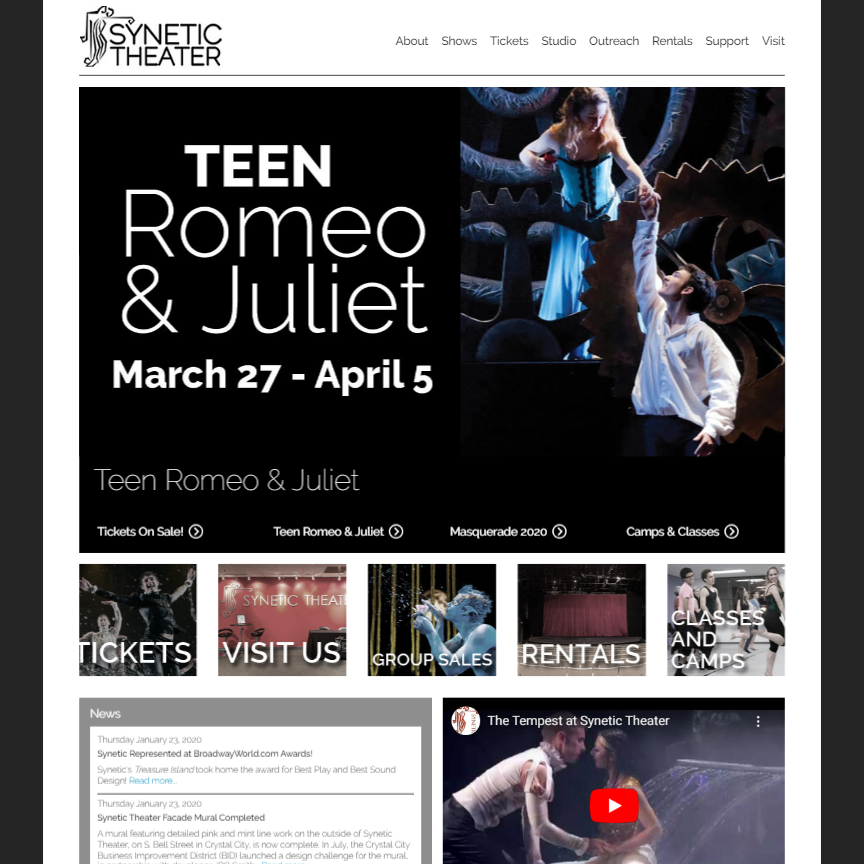 SYNETIC
THEATER
About Shows Tickets Studio Outreach Rentals Support Visit
TEEN
Romeo
& Juliet
March 27 - April 5
Teen Romeo & Juliet
Tickets On Sale! Teen Romeo & Juliet Masquerade 2020 Camps & Classes
TICKETS
SYNETIC THEAT
VISIT US
GROUP SALES
RENTALS
CLASSES
AND
CAMPS
News
Thursday January 23, 2020
Synetic Represented at BroadwayWorld.com Awards!
Synetic's Treasure Island took home the award for Best Play and Best Sound
Design! Read more...
Thursday January 23, 2020
Synetic Theater Facade Mural Completed
A mural featuring detailed pink and mint line work on the outside of Synetic
Theater, on S. Bell Street in Crystal City, is now complete. In July, the Crystal City
Business Improvement District (BID) launched a design challenge for the mural,
The Tempest at Synetic Theater